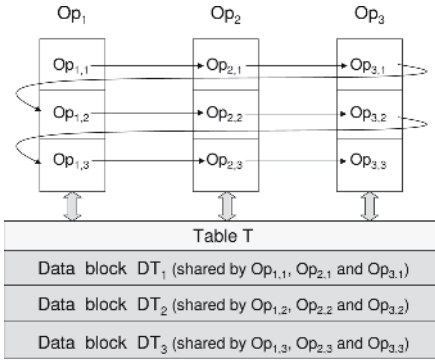 Op1 Op2 Op3
Op1,1 Op2,1 Op3,1
Op1,2 Op2,2 Op3,2
Op1,3 Op2,3 Op3,3
Table T
Data block DT1 (shared by Op1,1, Op2,1 and Op3,1)
Data block DT2 (shared by Op1,2, Op2,2 and Op3,2)
Data block DT3 (shared by Op1,3, Op2,3 and Op3,3)